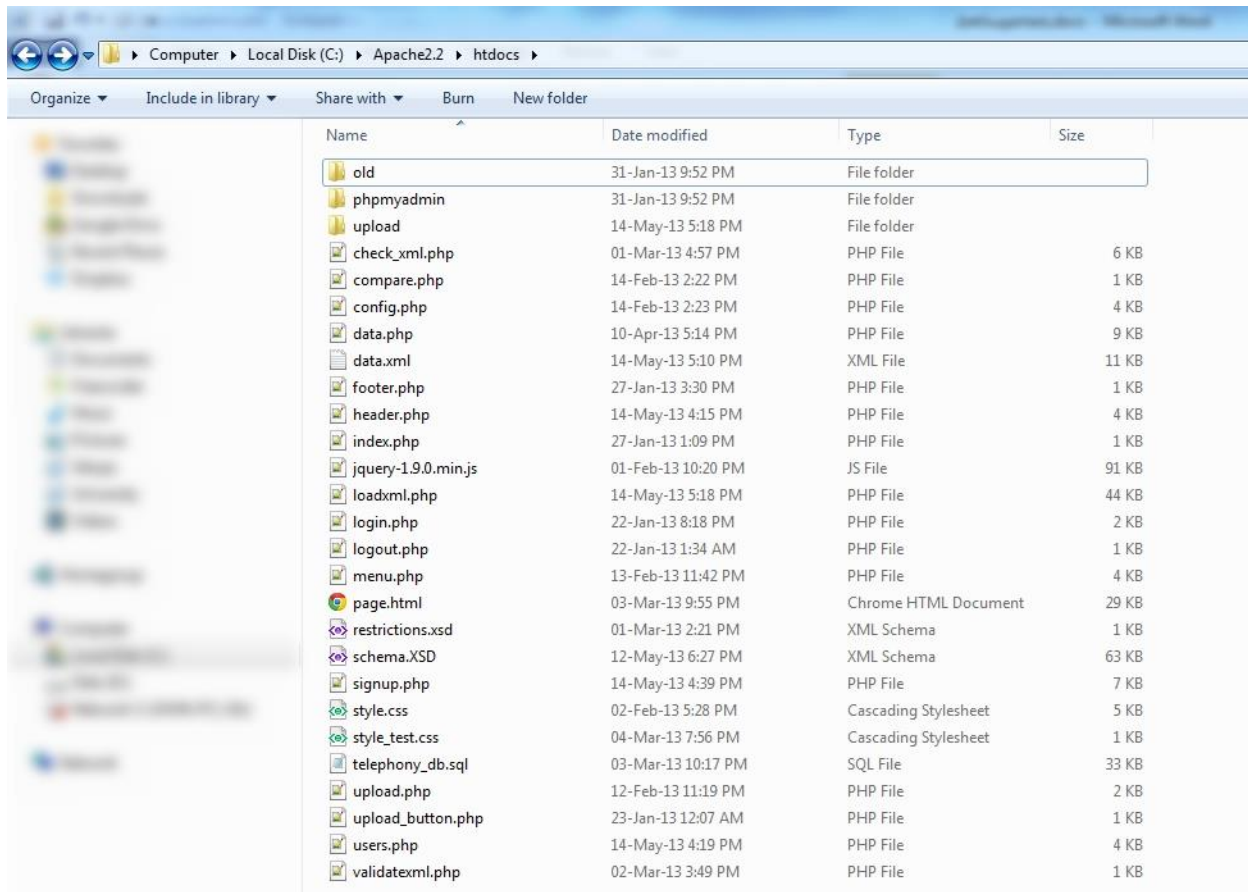 Computer Local Disk (C:) Apache2.2 htdocs
Organize Include in library Share with Burn New folder
Name Date modified Type Size
old 31-Jan-13 9:52 PM File folder
phpmyadmin 31-Jan-13 9:52 PM File folder
upload 14-May-13 5:18 PM File folder
check_xml.php 01-Mar-13 4:57 PM PHP File 6 KB
compare.php 14-Feb-13 2:22 PM PHP File 1 KB
config.php 14-Feb-13 2:23 PM PHP File 4 KB
data.php 10-Apr-13 5:14 PM PHP File 9 KB
data.xml 14-May-13 5:10 PM XML File 11 KB
footer.php 27-Jan-13 3:30 PM PHP File 1 KB
header.php 14-May-13 4:15 PM PHP File 4 KB
index.php 27-Jan-13 1:09 PM PHP File 1 KB
jquery-1.9.0.min.js 01-Feb-13 10:20 PM JS File 91 KB
loadxml.php 14-May-13 5:18 PM PHP File 44 KB
login.php 22-Jan-13 8:18 PM PHP File 2 KB
logout.php 22-Jan-13 1:34 AM PHP File 1 KB
menu.php 13-Feb-13 11:42 PM PHP File 4 KB
page.html 03-Mar-13 9:55 PM Chrome HTML Document 29 KB
restrictions.xsd 01-Mar-13 2:21 PM XML Schema 1 KB
schema.XSD 12-May-13 6:27 PM XML Schema 63 KB
signup.php 14-May-13 4:39 PM PHP File 7 KB
style.css 02-Feb-13 5:28 PM Cascading Stylesheet 5 KB
style_test.css 04-Mar-13 7:56 PM Cascading Stylesheet 1 KB
telephony_db.sql 03-Mar-13 10:17 PM SQL File 33 KB
upload.php 12-Feb-13 11:19 PM PHP File 2 KB
upload_button.php 23-Jan-13 12:07 AM PHP File 1 KB
users.php 14-May-13 4:19 PM PHP File 4 KB
validatexml.php 02-Mar-13 3:49 PM PHP File 1 KB